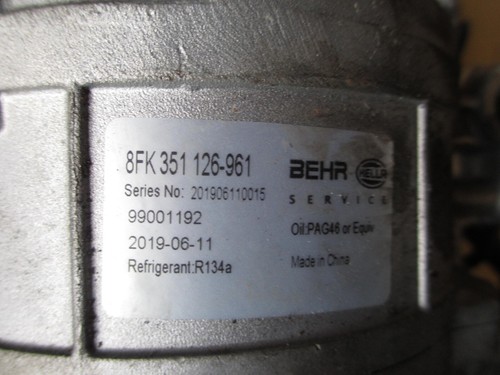 8FK 351 126-961
Series No: 201906110015
99001192
2019-06-11
Refrigerant:R134a
BEHR HELLA
SERVICE
Oil:PAG46 or Equiv
Made in China